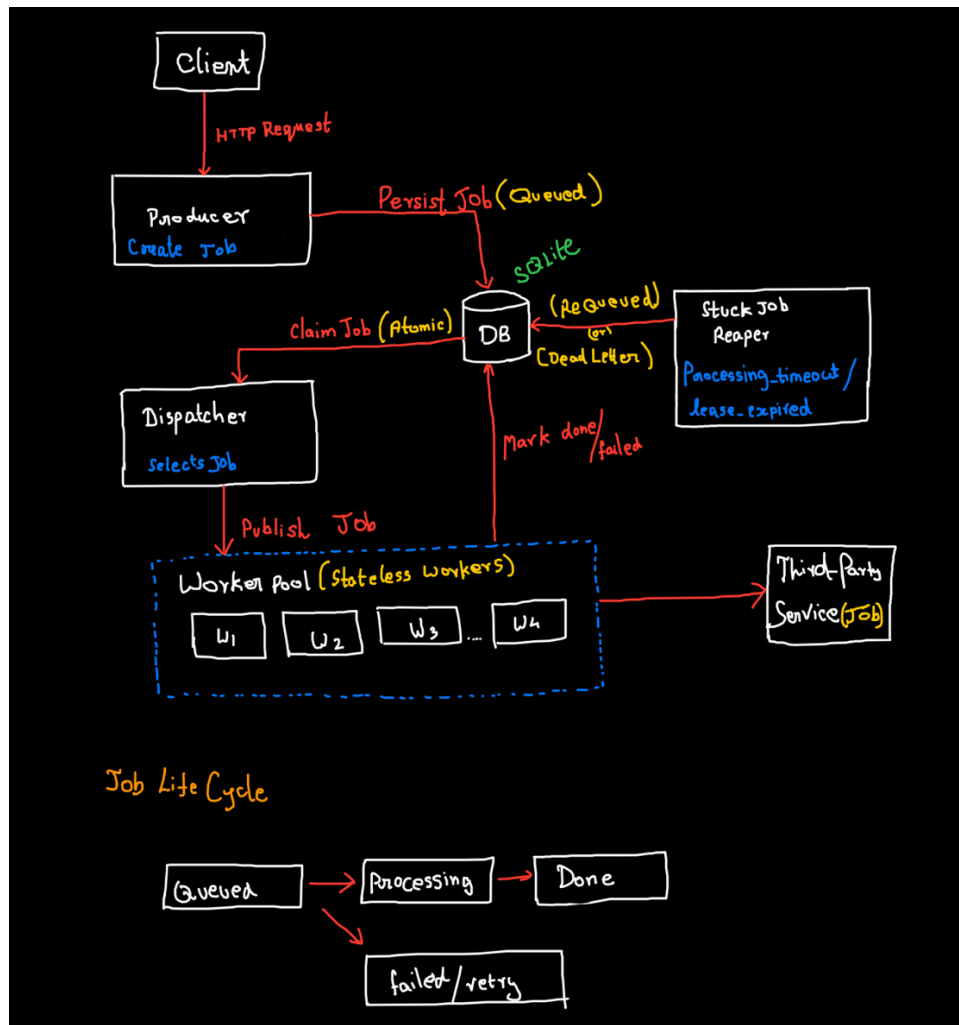 Client
HTTP Request
Producer
Create Job
Persist Job (Queued)
SQLite
DB
Claim Job (Atomic)
(ReQueued)
(or)
(Dead Letter)
Stuck Job
Reaper
Processing_timeout/
lease_expired
Dispatcher
Selects Job
Mark done/
failed
Publish Job
Worker pool (Stateless workers)
W1 W2 W3 .... W4
Third-Party
Service (Job)
Job Life Cycle
Queued Processing Done
failed/retry